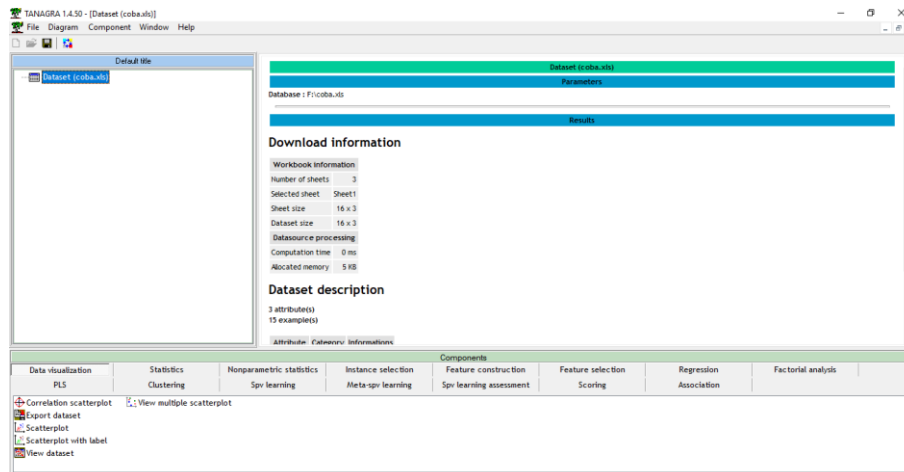 TANAGRA 1.4.50 - [Dataset (coba.xls)]
File Diagram Component Window Help
Default title
Dataset (coba.xls)
Dataset (coba.xls)
Parameters
Database : F:\coba.xls
Results
Download information
Workbook information
Number of sheets 3
Selected sheet Sheet1
Sheet size 16 x 3
Dataset size 16 x 3
Datasource processing
Computation time 0 ms
Allocated memory 5 KB
Dataset description
3 attribute(s)
15 example(s)
Attribute Category Informations
Components
Data visualization Statistics Nonparametric statistics Instance selection Feature construction Feature selection Regression Factorial analysis
PLS Clustering Spv learning Meta-spv learning Spv learning assessment Scoring Association
Correlation scatterplot View multiple scatterplot
Export dataset
Scatterplot
Scatterplot with label
View dataset